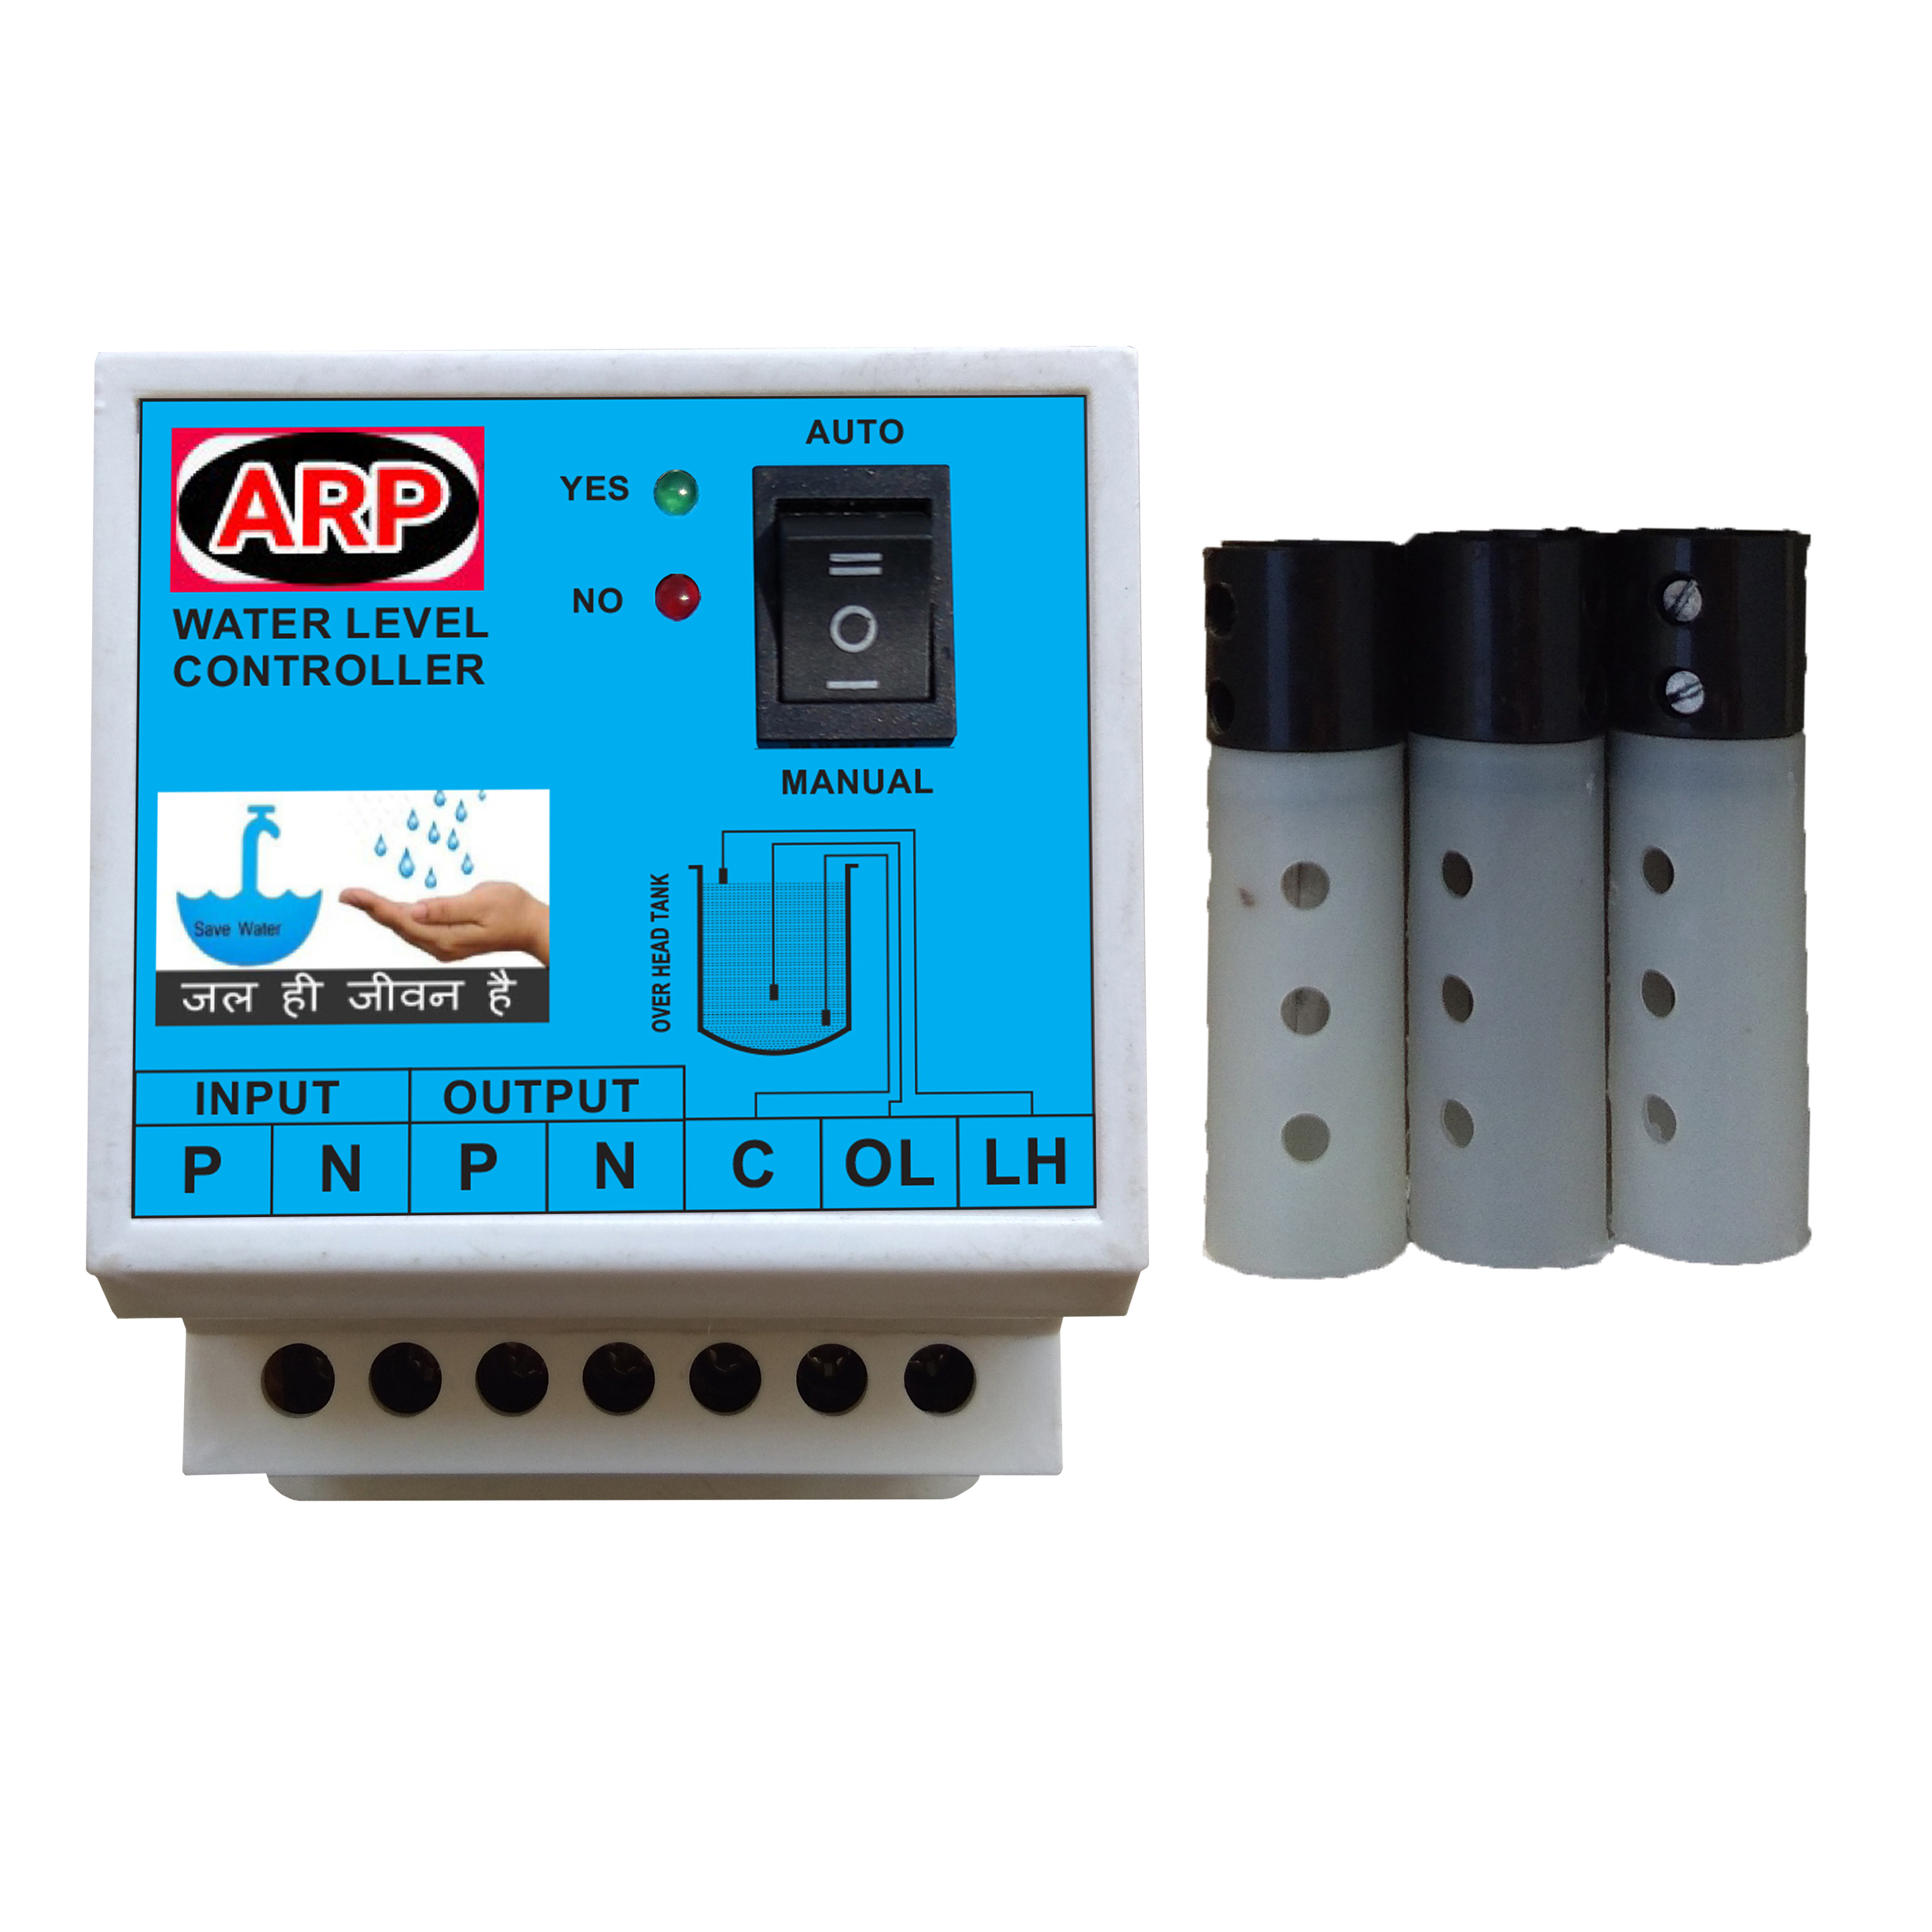 ARP
WATER LEVEL
CONTROLLER
YES
NO
AUTO
MANUAL
Save Water
जल ही जीवन है
OVER HEAD TANK
INPUT
OUTPUT
P
N
P
N
C
OL
LH